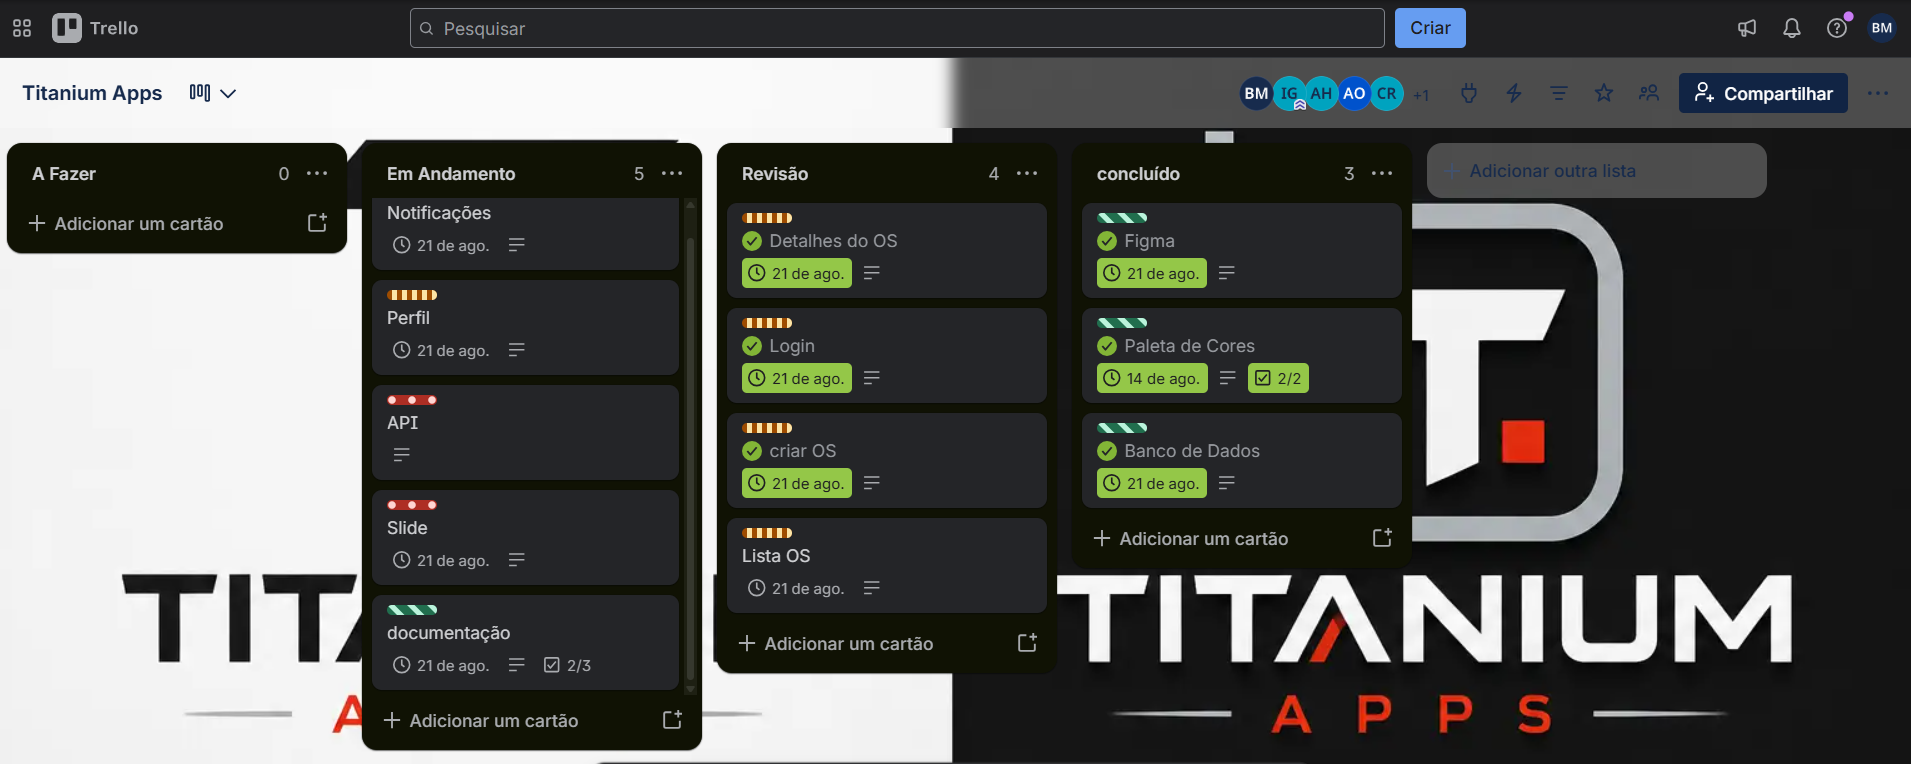 Trello
Pesquisar
Criar
BM
Titanium Apps
BM IG AH AO CR +1
Compartilhar
A Fazer 0
Adicionar um cartão
Em Andamento 5
Notificações
21 de ago.
Perfil
21 de ago.
API
Slide
21 de ago.
documentação
21 de ago. 2/3
Adicionar um cartão
Revisão 4
Detalhes do OS
21 de ago.
Login
21 de ago.
criar OS
21 de ago.
Lista OS
21 de ago.
Adicionar um cartão
concluído 3
Figma
21 de ago.
Paleta de Cores
14 de ago. 2/2
Banco de Dados
21 de ago.
Adicionar um cartão
Adicionar outra lista
T.
TITA
A
TITANIUM
APPS